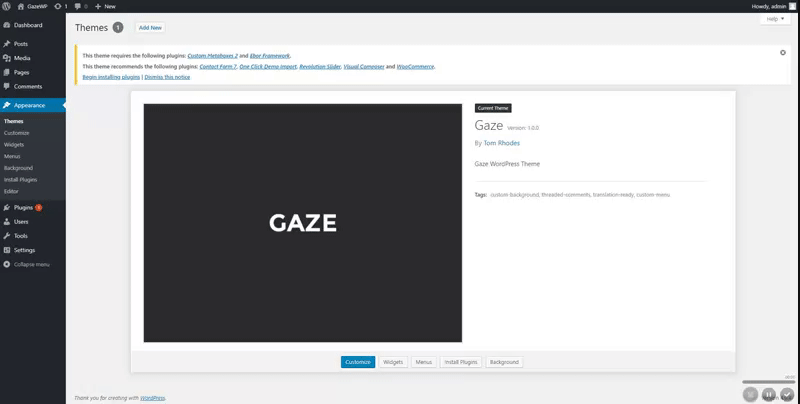 GazeWP 1 0 + New Howdy, admin
Dashboard
Posts
Media
Pages
Comments
Appearance
Themes
Customize
Widgets
Menus
Background
Install Plugins
Editor
Plugins
Users
Tools
Settings
Collapse menu
Themes 1 Add New
Help
This theme requires the following plugins: Custom Metaboxes 2 and Ebor Framework.
This theme recommends the following plugins: Contact Form 7, One Click Demo Import, Revolution Slider, Visual Composer and WooCommerce.
Begin installing plugins | Dismiss this notice
GAZE
Current Theme
Gaze Version: 1.0.0
By Tom Rhodes
Gaze WordPress Theme
Tags: custom-background, threaded-comments, translation-ready, custom-menu
Customize Widgets Menus Install Plugins Background
Thank you for creating with WordPress.